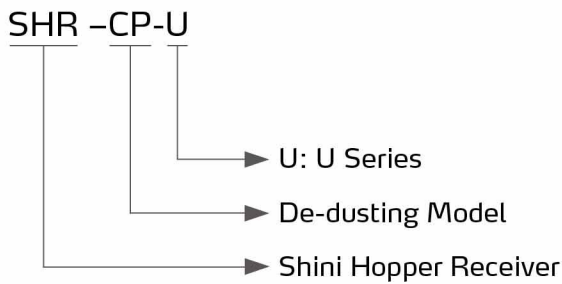 SHR –CP-U
U: U Series
De-dusting Model
Shini Hopper Receiver